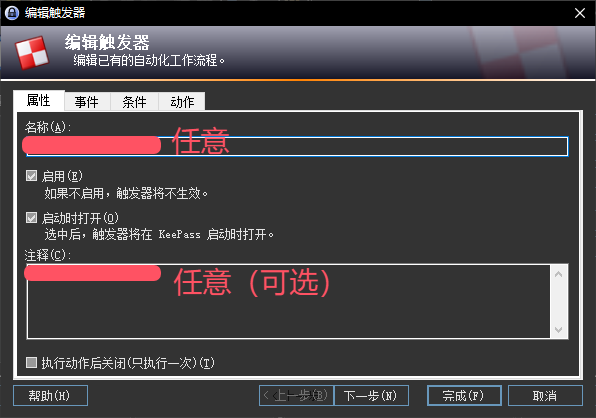 编辑触发器
编辑触发器
编辑已有的自动化工作流程。
属性 事件 条件 动作
名称(A):
任意
启用(E)
如果不启用，触发器将不生效。
启动时打开(O)
选中后，触发器将在 KeePass 启动时打开。
注释(C):
任意（可选）
执行动作后关闭(只执行一次)(T)
帮助(H) < 上一步(B) 下一步(N) 完成(F) 取消